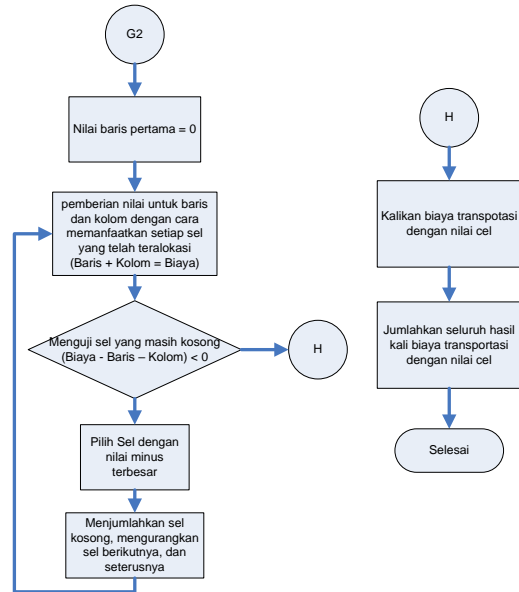 G2
Nilai baris pertama = 0
pemberian nilai untuk baris
dan kolom dengan cara
memanfaatkan setiap sel
yang telah teralokasi
(Baris + Kolom = Biaya)
Menguji sel yang masih kosong
(Biaya - Baris – Kolom) < 0
H
Pilih Sel dengan
nilai minus
terbesar
Menjumlahkan sel
kosong, mengurangkan
sel berikutnya, dan
seterusnya
H
Kalikan biaya transpotasi
dengan nilai cel
Jumlahkan seluruh hasil
kali biaya transportasi
dengan nilai cel
Selesai